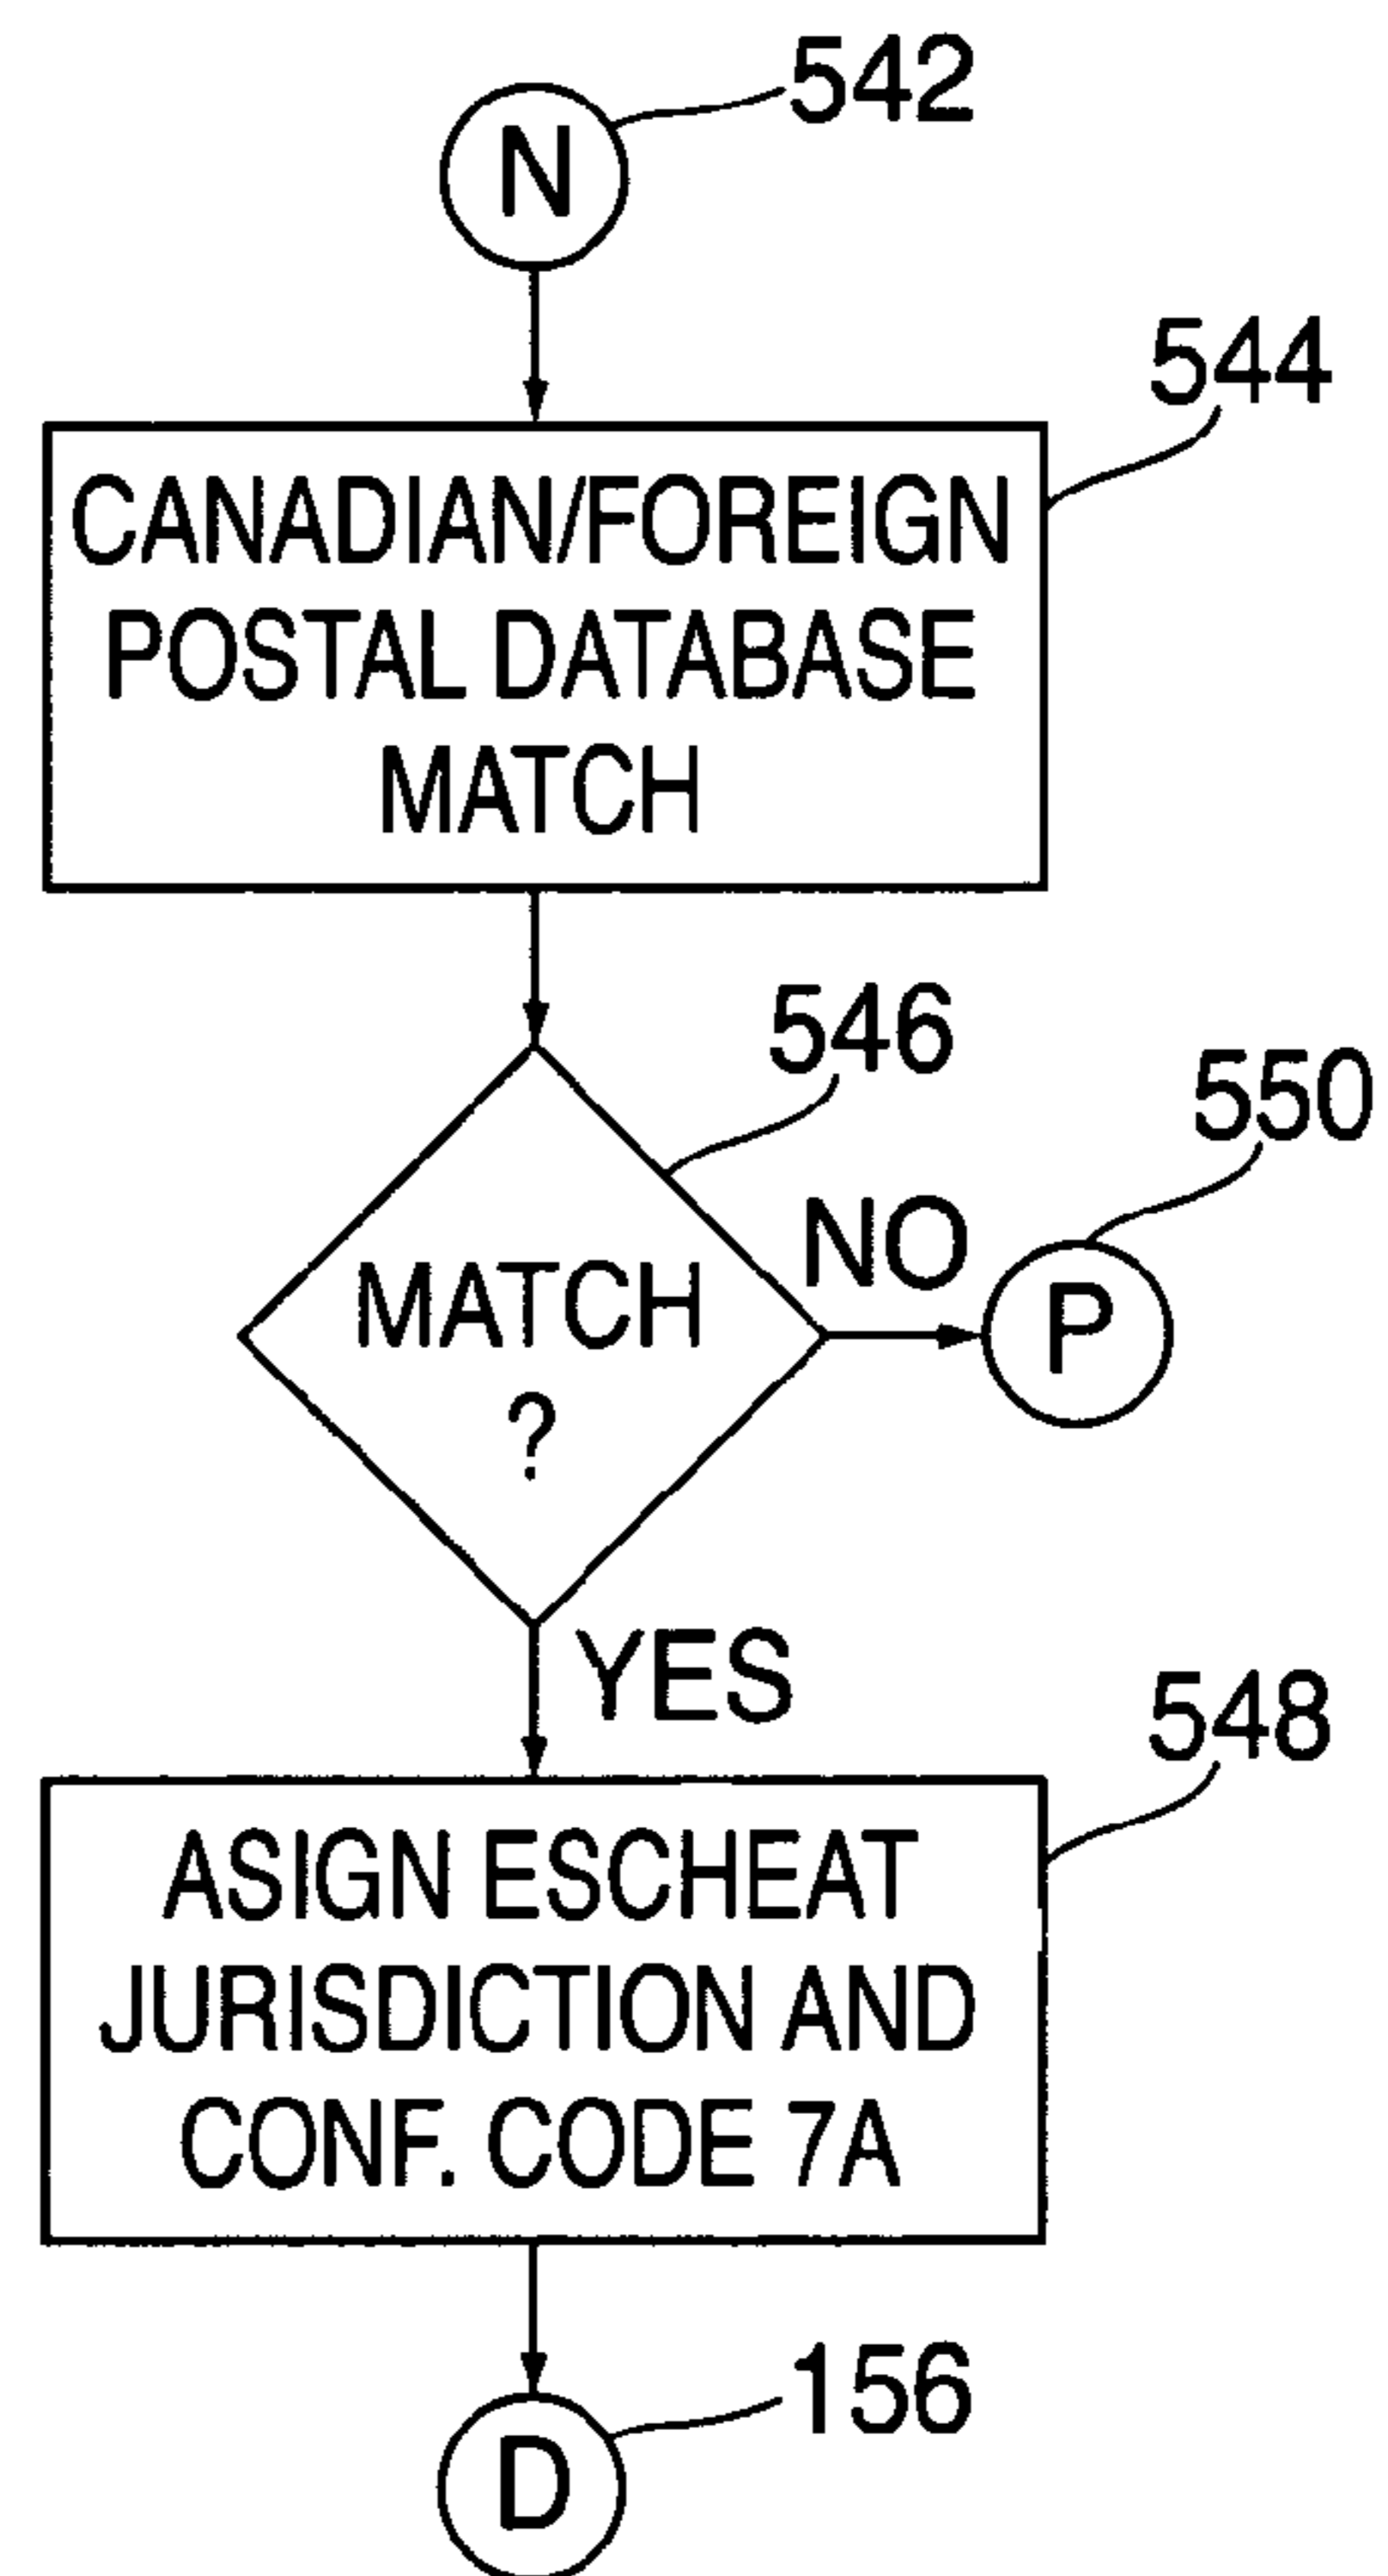 542
N
544
CANADIAN/FOREIGN
POSTAL DATABASE
MATCH
546
550
NO
MATCH
?
P
YES
548
ASIGN ESCHEAT
JURISDICTION AND
CONF. CODE 7A
156
D